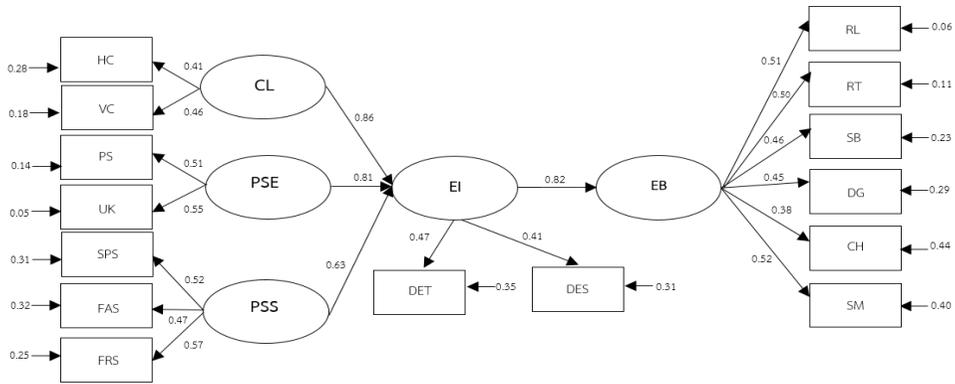 0.28
HC
0.41
CL
0.18
VC
0.46
0.86
0.14
PS
0.51
PSE
0.05
UK
0.55
0.81
0.31
SPS
0.52
PSS
0.32
FAS
0.47
0.25
FRS
0.57
0.63
EI
0.47
0.41
DET
0.35
DES
0.31
0.82
EB
0.51
RL
0.06
0.50
RT
0.11
0.46
SB
0.23
0.45
DG
0.29
0.38
CH
0.44
0.52
SM
0.40